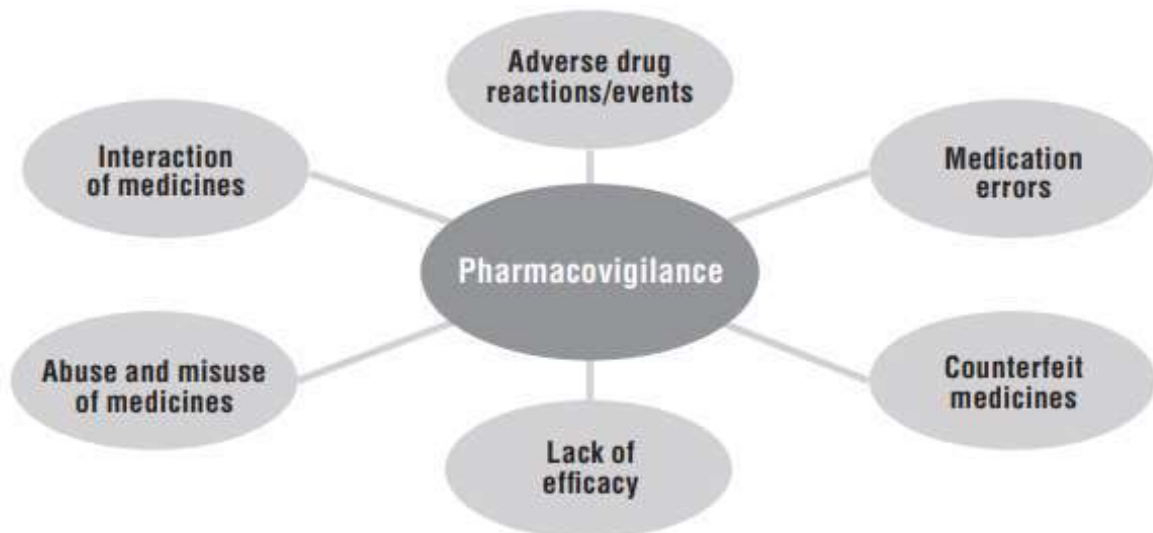 Adverse drug
reactions/events
Interaction
of medicines
Medication
errors
Pharmacovigilance
Abuse and misuse
of medicines
Counterfeit
medicines
Lack of
efficacy